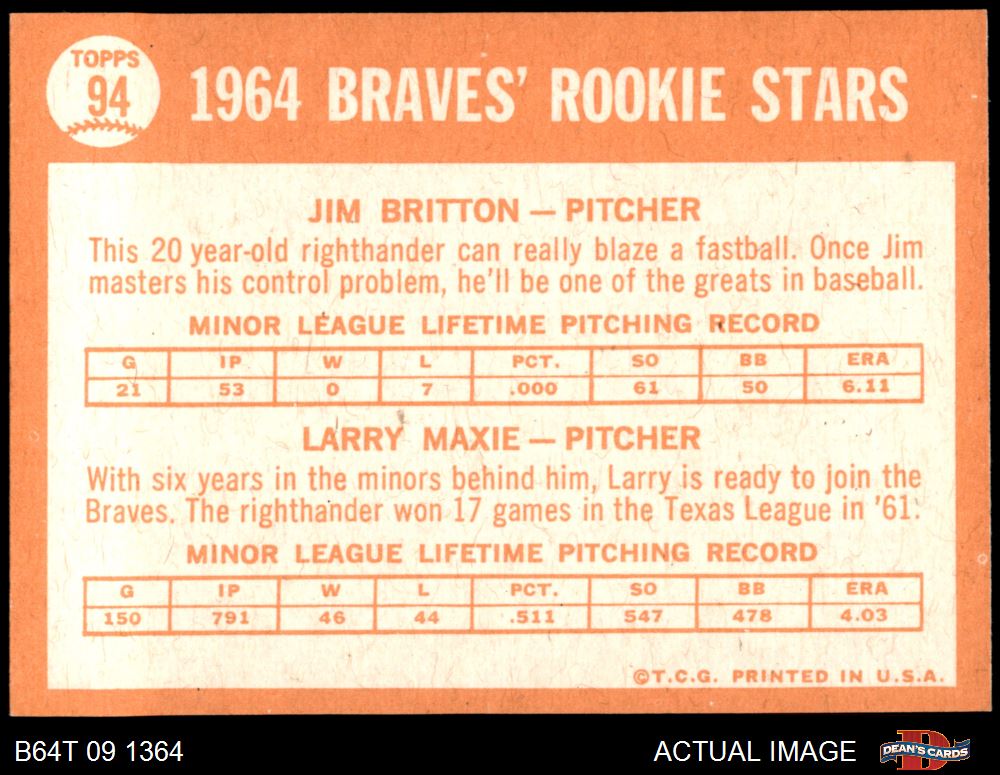 TOPPS
94
1964 BRAVES' ROOKIE STARS
JIM BRITTON — PITCHER
This 20 year-old righthander can really blaze a fastball. Once Jim
masters his control problem, he'll be one of the greats in baseball.
MINOR LEAGUE LIFETIME PITCHING RECORD
G IP W L PCT. SO BB ERA
21 53 0 7 .000 61 50 6.11
LARRY MAXIE — PITCHER
With six years in the minors behind him, Larry is ready to join the
Braves. The righthander won 17 games in the Texas League in '61.
MINOR LEAGUE LIFETIME PITCHING RECORD
G IP W L PCT. SO BB ERA
150 791 46 44 .511 547 478 4.03
©T.C.G. PRINTED IN U.S.A.
B64T 09 1364
ACTUAL IMAGE
D
DEAN'S CARDS